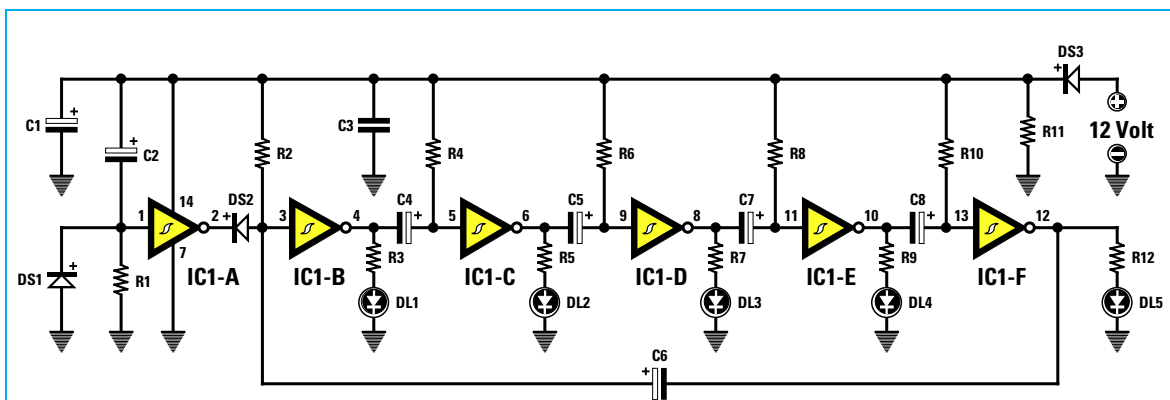 DS3
C1
C2
R2
C3
R4
R6
R8
R10
R11
12 Volt
DS2
C4
C5
C7
C8
1
14
2
3
4
5
6
9
8
11
10
13
12
7
IC1-A
IC1-B
IC1-C
IC1-D
IC1-E
IC1-F
DS1
R1
R3
R5
R7
R9
R12
DL1
DL2
DL3
DL4
DL5
C6